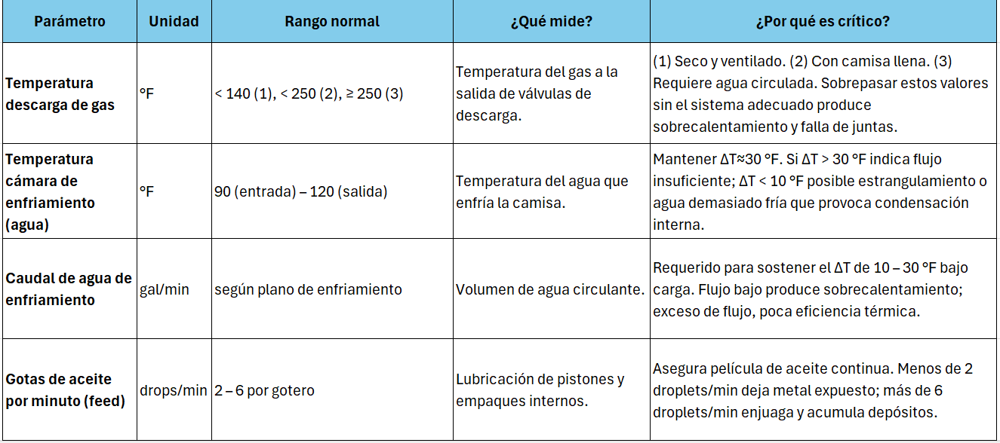 Parámetro
Unidad
Rango normal
¿Qué mide?
¿Por qué es crítico?
Temperatura
descarga de gas
°F
< 140 (1), < 250 (2), ≥ 250 (3)
Temperatura del gas a la
salida de válvulas de
descarga.
(1) Seco y ventilado. (2) Con camisa llena. (3)
Requiere agua circulada. Sobrepasar estos valores
sin el sistema adecuado produce
sobrecalentamiento y falla de juntas.
Temperatura
cámara de
enfriamiento
(agua)
°F
90 (entrada) – 120 (salida)
Temperatura del agua que
enfría la camisa.
Mantener ΔT≈30 °F. Si ΔT > 30 °F indica flujo
insuficiente; ΔT < 10 °F posible estrangulamiento o
agua demasiado fría que provoca condensación
interna.
Caudal de agua de
enfriamiento
gal/min
según plano de enfriamiento
Volumen de agua circulante.
Requerido para sostener el ΔT de 10 – 30 °F bajo
carga. Flujo bajo produce sobrecalentamiento;
exceso de flujo, poca eficiencia térmica.
Gotas de aceite
por minuto (feed)
drops/min
2 – 6 por gotero
Lubricación de pistones y
empaques internos.
Asegura película de aceite continua. Menos de 2
droplets/min deja metal expuesto; más de 6
droplets/min enjuaga y acumula depósitos.